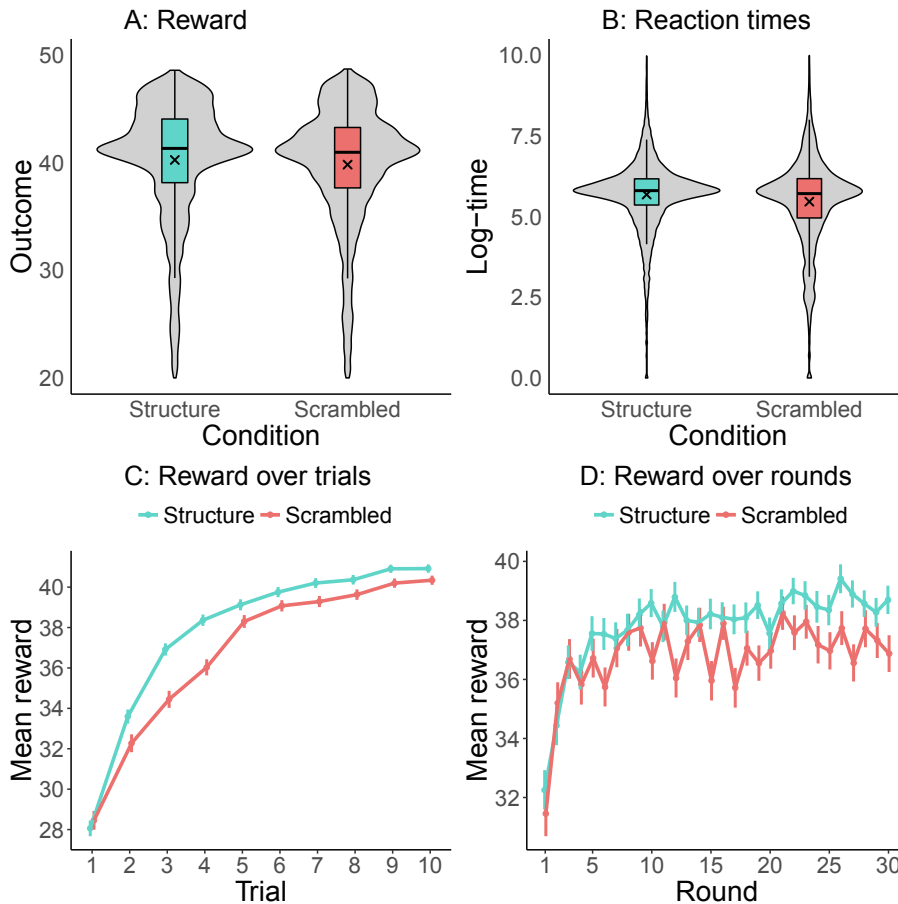 A: Reward
50
40
30
20
Outcome
Structure Scrambled
Condition
B: Reaction times
10.0
7.5
5.0
2.5
0.0
Log−time
Structure Scrambled
Condition
C: Reward over trials
Structure Scrambled
40
38
36
34
32
30
28
Mean reward
1 2 3 4 5 6 7 8 9 10
Trial
D: Reward over rounds
Structure Scrambled
40
38
36
34
32
Mean reward
1 5 10 15 20 25 30
Round